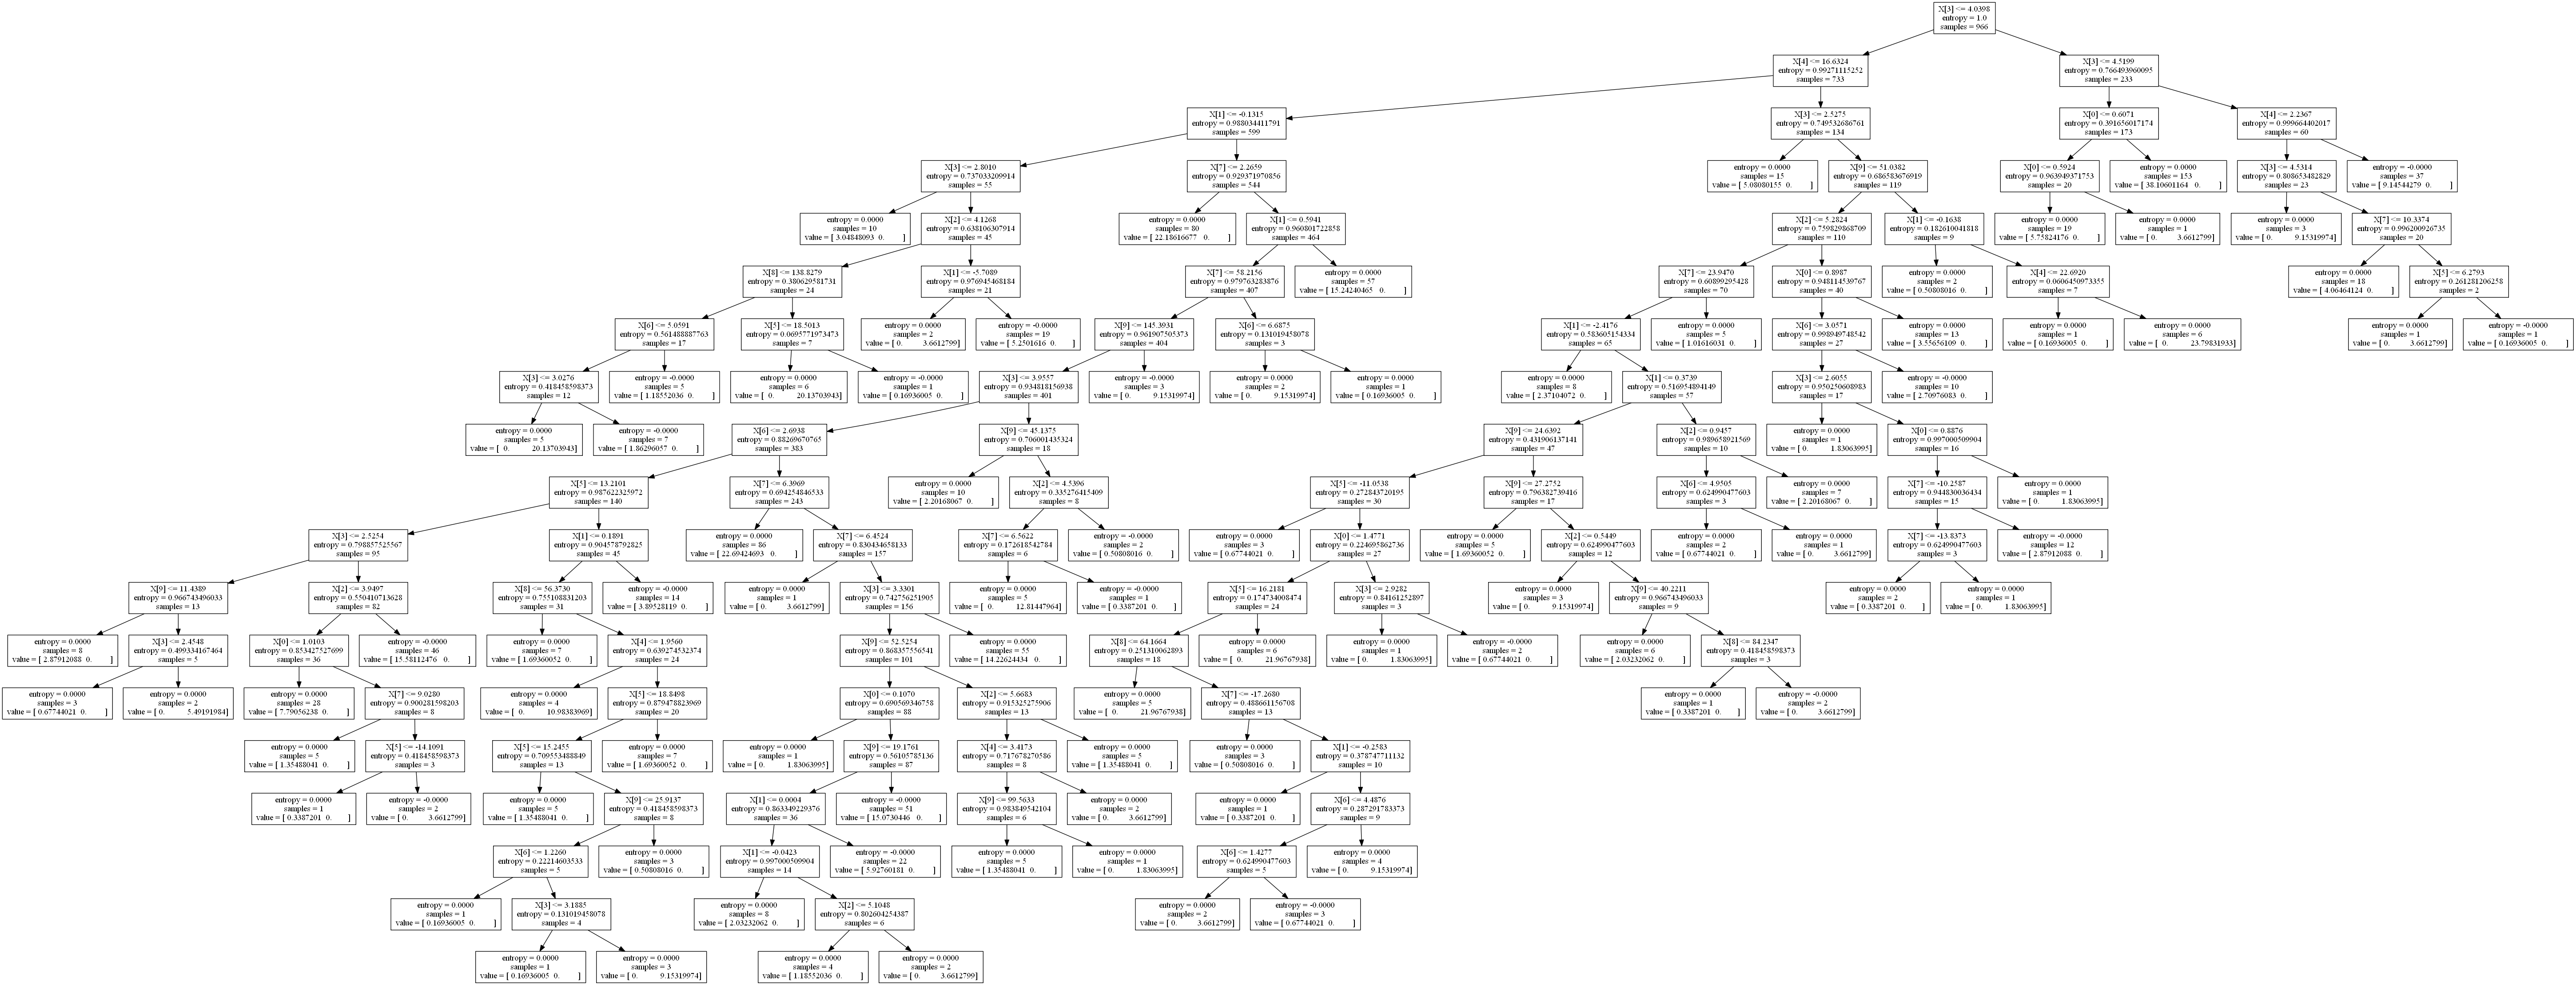 X[3] <= 4.0398
entropy = 1.0
samples = 966
X[4] <= 16.6324
entropy = 0.99271115252
samples = 733
X[3] <= 4.5199
entropy = 0.766493960095
samples = 233
X[1] <= -0.1315
entropy = 0.988034411791
samples = 599
X[3] <= 2.5275
entropy = 0.749532686761
samples = 134
X[0] <= 0.6071
entropy = 0.391656017174
samples = 173
X[4] <= 2.2367
entropy = 0.999664402017
samples = 60
X[3] <= 2.8010
entropy = 0.737033209914
samples = 55
X[7] <= 2.2659
entropy = 0.929371970856
samples = 544
entropy = 0.0000
samples = 15
value = [ 5.08080155 0. ]
X[9] <= 51.0382
entropy = 0.686583676919
samples = 119
X[0] <= 0.5924
entropy = 0.963949371753
samples = 20
entropy = 0.0000
samples = 153
value = [ 38.10601164 0. ]
X[3] <= 4.5314
entropy = 0.808653482829
samples = 23
entropy = -0.0000
samples = 37
value = [ 9.14544279 0. ]
entropy = 0.0000
samples = 10
value = [ 3.04848093 0. ]
X[2] <= 4.1268
entropy = 0.638106307914
samples = 45
entropy = 0.0000
samples = 80
value = [ 22.18616677 0. ]
X[1] <= 0.5941
entropy = 0.960801722858
samples = 464
X[2] <= 5.2824
entropy = 0.759829868709
samples = 110
X[1] <= -0.1638
entropy = 0.182610041818
samples = 9
entropy = 0.0000
samples = 19
value = [ 5.75824176 0. ]
entropy = 0.0000
samples = 1
value = [ 0. 3.6612799]
entropy = 0.0000
samples = 3
value = [ 0. 9.15319974]
X[7] <= 10.3374
entropy = 0.996200926735
samples = 20
X[8] <= 138.8279
entropy = 0.380629581731
samples = 24
X[1] <= -5.7089
entropy = 0.976945468184
samples = 21
X[7] <= 58.2156
entropy = 0.979763283876
samples = 407
entropy = 0.0000
samples = 57
value = [ 15.24240465 0. ]
X[7] <= 23.9470
entropy = 0.60899295428
samples = 70
X[0] <= 0.8987
entropy = 0.948114539767
samples = 40
entropy = 0.0000
samples = 2
value = [ 0.50808016 0. ]
X[4] <= 22.6920
entropy = 0.0606450973355
samples = 7
entropy = 0.0000
samples = 18
value = [ 4.06464124 0. ]
X[5] <= 6.2793
entropy = 0.261281206258
samples = 2
X[6] <= 5.0591
entropy = 0.561488887763
samples = 17
X[5] <= 18.5013
entropy = 0.0695771973473
samples = 7
entropy = 0.0000
samples = 2
value = [ 0. 3.6612799]
entropy = -0.0000
samples = 19
value = [ 5.2501616 0. ]
X[9] <= 145.3931
entropy = 0.961907505373
samples = 404
X[6] <= 6.6875
entropy = 0.131019458078
samples = 3
X[1] <= -2.4176
entropy = 0.583605154334
samples = 65
entropy = 0.0000
samples = 5
value = [ 1.01616031 0. ]
X[6] <= 3.0571
entropy = 0.998949748542
samples = 27
entropy = 0.0000
samples = 13
value = [ 3.55656109 0. ]
entropy = 0.0000
samples = 1
value = [ 0.16936005 0. ]
entropy = 0.0000
samples = 6
value = [ 0. 23.79831933]
entropy = 0.0000
samples = 1
value = [ 0. 3.6612799]
entropy = -0.0000
samples = 1
value = [ 0.16936005 0. ]
X[3] <= 3.0276
entropy = 0.418458598373
samples = 12
entropy = -0.0000
samples = 5
value = [ 1.18552036 0. ]
entropy = 0.0000
samples = 6
value = [ 0. 20.13703943]
entropy = -0.0000
samples = 1
value = [ 0.16936005 0. ]
X[3] <= 3.9557
entropy = 0.934818156938
samples = 401
entropy = -0.0000
samples = 3
value = [ 0. 9.15319974]
entropy = 0.0000
samples = 2
value = [ 0. 9.15319974]
entropy = 0.0000
samples = 1
value = [ 0.16936005 0. ]
entropy = 0.0000
samples = 8
value = [ 2.37104072 0. ]
X[1] <= 0.3739
entropy = 0.516954894149
samples = 57
X[3] <= 2.6055
entropy = 0.950250608983
samples = 17
entropy = -0.0000
samples = 10
value = [ 2.70976083 0. ]
entropy = 0.0000
samples = 5
value = [ 0. 20.13703943]
entropy = -0.0000
samples = 7
value = [ 1.86296057 0. ]
X[6] <= 2.6938
entropy = 0.88269670765
samples = 383
X[9] <= 45.1375
entropy = 0.706001435324
samples = 18
X[9] <= 24.6392
entropy = 0.431906137141
samples = 47
X[2] <= 0.9457
entropy = 0.989658921569
samples = 10
entropy = 0.0000
samples = 1
value = [ 0. 1.83063995]
X[0] <= 0.8876
entropy = 0.997000509904
samples = 16
X[5] <= 13.2101
entropy = 0.987622325972
samples = 140
X[7] <= 6.3969
entropy = 0.694254846533
samples = 243
entropy = 0.0000
samples = 10
value = [ 2.20168067 0. ]
X[2] <= 4.5396
entropy = 0.335276415409
samples = 8
X[5] <= -11.0538
entropy = 0.272843720195
samples = 30
X[9] <= 27.2752
entropy = 0.796382739416
samples = 17
X[6] <= 4.9505
entropy = 0.624990477603
samples = 3
entropy = 0.0000
samples = 7
value = [ 2.20168067 0. ]
X[7] <= -10.2587
entropy = 0.944830036434
samples = 15
entropy = 0.0000
samples = 1
value = [ 0. 1.83063995]
X[3] <= 2.5254
entropy = 0.798857525567
samples = 95
X[1] <= 0.1891
entropy = 0.904578792825
samples = 45
entropy = 0.0000
samples = 86
value = [ 22.69424693 0. ]
X[7] <= 6.4524
entropy = 0.830434658133
samples = 157
X[7] <= 6.5622
entropy = 0.172618542784
samples = 6
entropy = -0.0000
samples = 2
value = [ 0.50808016 0. ]
entropy = 0.0000
samples = 3
value = [ 0.67744021 0. ]
X[0] <= 1.4771
entropy = 0.224695862736
samples = 27
entropy = 0.0000
samples = 5
value = [ 1.69360052 0. ]
X[2] <= 0.5449
entropy = 0.624990477603
samples = 12
entropy = 0.0000
samples = 2
value = [ 0.67744021 0. ]
entropy = 0.0000
samples = 1
value = [ 0. 3.6612799]
X[7] <= -13.8373
entropy = 0.624990477603
samples = 3
entropy = -0.0000
samples = 12
value = [ 2.87912088 0. ]
X[9] <= 11.4389
entropy = 0.966743496033
samples = 13
X[2] <= 3.9497
entropy = 0.550410713628
samples = 82
X[8] <= 56.3730
entropy = 0.755108831203
samples = 31
entropy = -0.0000
samples = 14
value = [ 3.89528119 0. ]
entropy = 0.0000
samples = 1
value = [ 0. 3.6612799]
X[3] <= 3.3301
entropy = 0.742756251905
samples = 156
entropy = 0.0000
samples = 5
value = [ 0. 12.81447964]
entropy = -0.0000
samples = 1
value = [ 0.3387201 0. ]
X[5] <= 16.2181
entropy = 0.174734008474
samples = 24
X[3] <= 2.9282
entropy = 0.84161252897
samples = 3
entropy = 0.0000
samples = 3
value = [ 0. 9.15319974]
X[9] <= 40.2211
entropy = 0.966743496033
samples = 9
entropy = 0.0000
samples = 2
value = [ 0.3387201 0. ]
entropy = 0.0000
samples = 1
value = [ 0. 1.83063995]
entropy = 0.0000
samples = 8
value = [ 2.87912088 0. ]
X[3] <= 2.4548
entropy = 0.499334167464
samples = 5
X[0] <= 1.0103
entropy = 0.853427527699
samples = 36
entropy = -0.0000
samples = 46
value = [ 15.58112476 0. ]
entropy = 0.0000
samples = 7
value = [ 1.69360052 0. ]
X[4] <= 1.9560
entropy = 0.639274532374
samples = 24
X[9] <= 52.5254
entropy = 0.868357556541
samples = 101
entropy = 0.0000
samples = 55
value = [ 14.22624434 0. ]
X[8] <= 64.1664
entropy = 0.251310062893
samples = 18
entropy = 0.0000
samples = 6
value = [ 0. 21.96767938]
entropy = 0.0000
samples = 1
value = [ 0. 1.83063995]
entropy = -0.0000
samples = 2
value = [ 0.67744021 0. ]
entropy = 0.0000
samples = 6
value = [ 2.03232062 0. ]
X[8] <= 84.2347
entropy = 0.418458598373
samples = 3
entropy = 0.0000
samples = 3
value = [ 0.67744021 0. ]
entropy = 0.0000
samples = 2
value = [ 0. 5.49191984]
entropy = 0.0000
samples = 28
value = [ 7.79056238 0. ]
X[7] <= 9.0280
entropy = 0.900281598203
samples = 8
entropy = 0.0000
samples = 4
value = [ 0. 10.98383969]
X[5] <= 18.8498
entropy = 0.879478823969
samples = 20
X[0] <= 0.1070
entropy = 0.690569346758
samples = 88
X[2] <= 5.6683
entropy = 0.915325275906
samples = 13
entropy = 0.0000
samples = 5
value = [ 0. 21.96767938]
X[7] <= -17.2680
entropy = 0.488661156708
samples = 13
entropy = 0.0000
samples = 1
value = [ 0.3387201 0. ]
entropy = -0.0000
samples = 2
value = [ 0. 3.6612799]
entropy = 0.0000
samples = 5
value = [ 1.35488041 0. ]
X[5] <= -14.1091
entropy = 0.418458598373
samples = 3
X[5] <= 15.2455
entropy = 0.709553488849
samples = 13
entropy = 0.0000
samples = 7
value = [ 1.69360052 0. ]
entropy = 0.0000
samples = 1
value = [ 0. 1.83063995]
X[9] <= 19.1761
entropy = 0.56105785136
samples = 87
X[4] <= 3.4173
entropy = 0.717678270586
samples = 8
entropy = 0.0000
samples = 5
value = [ 1.35488041 0. ]
entropy = 0.0000
samples = 3
value = [ 0.50808016 0. ]
X[1] <= -0.2583
entropy = 0.378747711132
samples = 10
entropy = 0.0000
samples = 1
value = [ 0.3387201 0. ]
entropy = -0.0000
samples = 2
value = [ 0. 3.6612799]
entropy = 0.0000
samples = 5
value = [ 1.35488041 0. ]
X[9] <= 25.9137
entropy = 0.418458598373
samples = 8
X[1] <= 0.0004
entropy = 0.863349229376
samples = 36
entropy = -0.0000
samples = 51
value = [ 15.0730446 0. ]
X[9] <= 99.5633
entropy = 0.983849542104
samples = 6
entropy = 0.0000
samples = 2
value = [ 0. 3.6612799]
entropy = 0.0000
samples = 1
value = [ 0.3387201 0. ]
X[6] <= 4.4876
entropy = 0.287291783373
samples = 9
X[6] <= 1.2260
entropy = 0.22214603533
samples = 5
entropy = 0.0000
samples = 3
value = [ 0.50808016 0. ]
X[1] <= -0.0423
entropy = 0.997000509904
samples = 14
entropy = -0.0000
samples = 22
value = [ 5.92760181 0. ]
entropy = 0.0000
samples = 5
value = [ 1.35488041 0. ]
entropy = 0.0000
samples = 1
value = [ 0. 1.83063995]
X[6] <= 1.4277
entropy = 0.624990477603
samples = 5
entropy = 0.0000
samples = 4
value = [ 0. 9.15319974]
entropy = 0.0000
samples = 1
value = [ 0.16936005 0. ]
X[3] <= 3.1885
entropy = 0.131019458078
samples = 4
entropy = 0.0000
samples = 8
value = [ 2.03232062 0. ]
X[2] <= 5.1048
entropy = 0.802604254387
samples = 6
entropy = 0.0000
samples = 2
value = [ 0. 3.6612799]
entropy = -0.0000
samples = 3
value = [ 0.67744021 0. ]
entropy = 0.0000
samples = 1
value = [ 0.16936005 0. ]
entropy = 0.0000
samples = 3
value = [ 0. 9.15319974]
entropy = 0.0000
samples = 4
value = [ 1.18552036 0. ]
entropy = 0.0000
samples = 2
value = [ 0. 3.6612799]